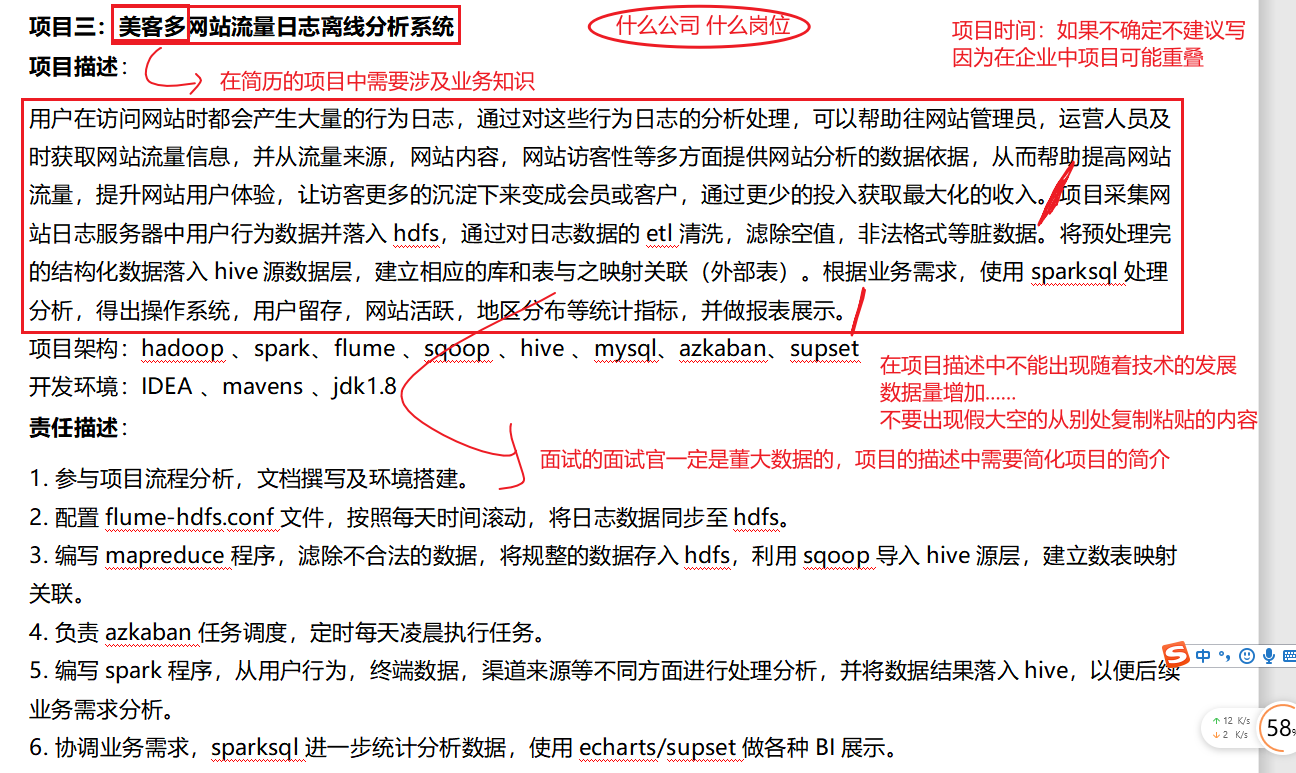 项目三：美客多网站流量日志离线分析系统
什么公司 什么岗位
项目时间：如果不确定不建议写
因为在企业中项目可能重叠
项目描述：
在简历的项目中需要涉及业务知识
用户在访问网站时都会产生大量的行为日志，通过对这些行为日志的分析处理，可以帮助往网站管理员，运营人员及
时获取网站流量信息，并从流量来源，网站内容，网站访客性等多方面提供网站分析的数据依据，从而帮助提高网站
流量，提升网站用户体验，让访客更多的沉淀下来变成会员或客户，通过更少的投入获取最大化的收入。项目采集网
站日志服务器中用户行为数据并落入 hdfs，通过对日志数据的 etl 清洗，滤除空值，非法格式等脏数据。将预处理完
的结构化数据落入 hive 源数据层，建立相应的库和表与之映射关联（外部表）。根据业务需求，使用 sparksql 处理
分析，得出操作系统，用户留存，网站活跃，地区分布等统计指标，并做报表展示。
项目架构：hadoop 、spark、flume 、sqoop 、hive 、mysql、azkaban、supset
在项目描述中不能出现随着技术的发展
数据量增加......
不要出现假大空的从别处复制粘贴的内容
开发环境：IDEA 、mavens 、jdk1.8
责任描述：
面试的面试官一定是董大数据的，项目的描述中需要简化项目的简介
1. 参与项目流程分析，文档撰写及环境搭建。
2. 配置 flume-hdfs.conf 文件，按照每天时间滚动，将日志数据同步至 hdfs。
3. 编写 mapreduce 程序，滤除不合法的数据，将规整的数据存入 hdfs，利用 sqoop 导入 hive 源层，建立数表映射
关联。
4. 负责 azkaban 任务调度，定时每天凌晨执行任务。
5. 编写 spark 程序，从用户行为，终端数据，渠道来源等不同方面进行处理分析，并将数据结果落入 hive，以便后续
业务需求分析。
6. 协调业务需求，sparksql 进一步统计分析数据，使用 echarts/supset 做各种 BI 展示。
中
12 K/s
2 K/s
58%